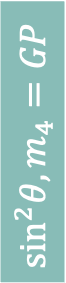 sin²θ, m₄ = GP